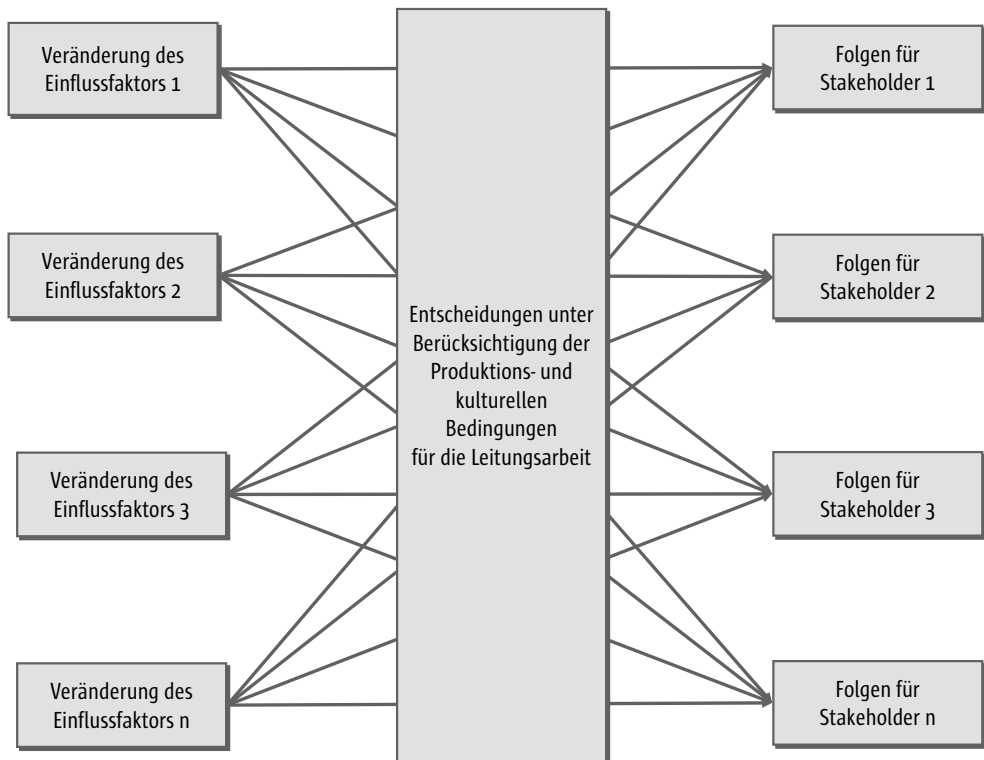 Veränderung des
Einflussfaktors 1
Folgen für
Stakeholder 1
Veränderung des
Einflussfaktors 2
Folgen für
Stakeholder 2
Entscheidungen unter
Berücksichtigung der
Produktions- und
kulturellen
Bedingungen
für die Leitungsarbeit
Veränderung des
Einflussfaktors 3
Folgen für
Stakeholder 3
Veränderung des
Einflussfaktors n
Folgen für
Stakeholder n